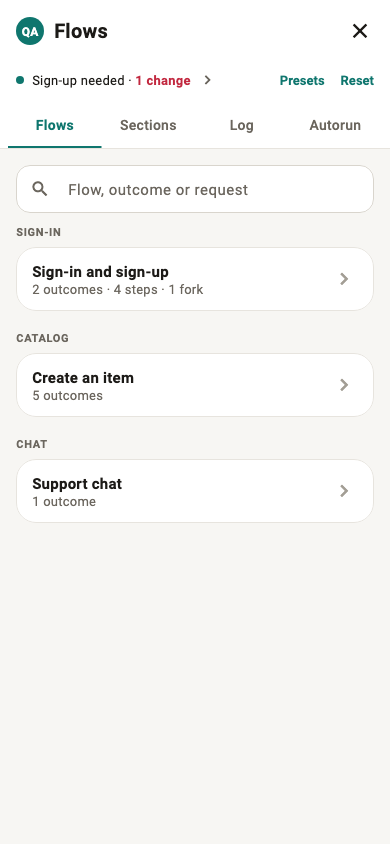 QA Flows
Sign-up needed · 1 change
Presets Reset
Flows Sections Log Autorun
Flow, outcome or request
SIGN-IN
Sign-in and sign-up
2 outcomes · 4 steps · 1 fork
CATALOG
Create an item
5 outcomes
CHAT
Support chat
1 outcome